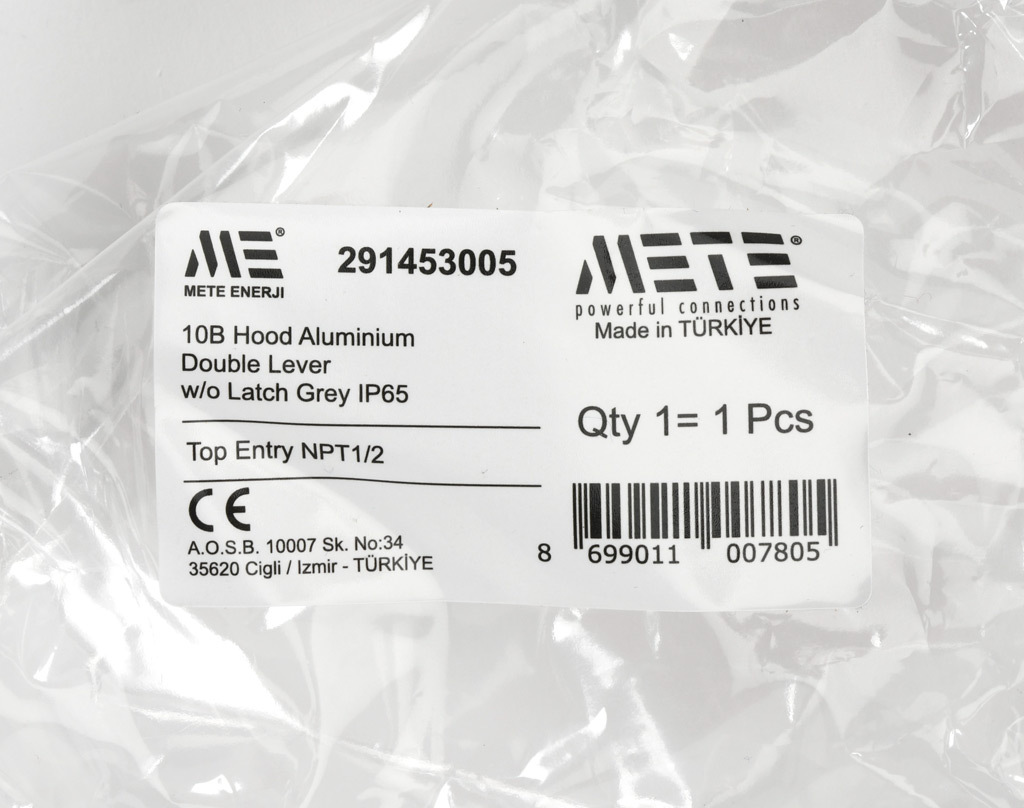 ME®
METE ENERJI
291453005
10B Hood Aluminium
Double Lever
w/o Latch Grey IP65
Top Entry NPT1/2
CE
A.O.S.B. 10007 Sk. No:34
35620 Cigli / Izmir - TÜRKİYE
METE®
powerful connections
Made in TÜRKİYE
Qty 1= 1 Pcs
8 699011 007805